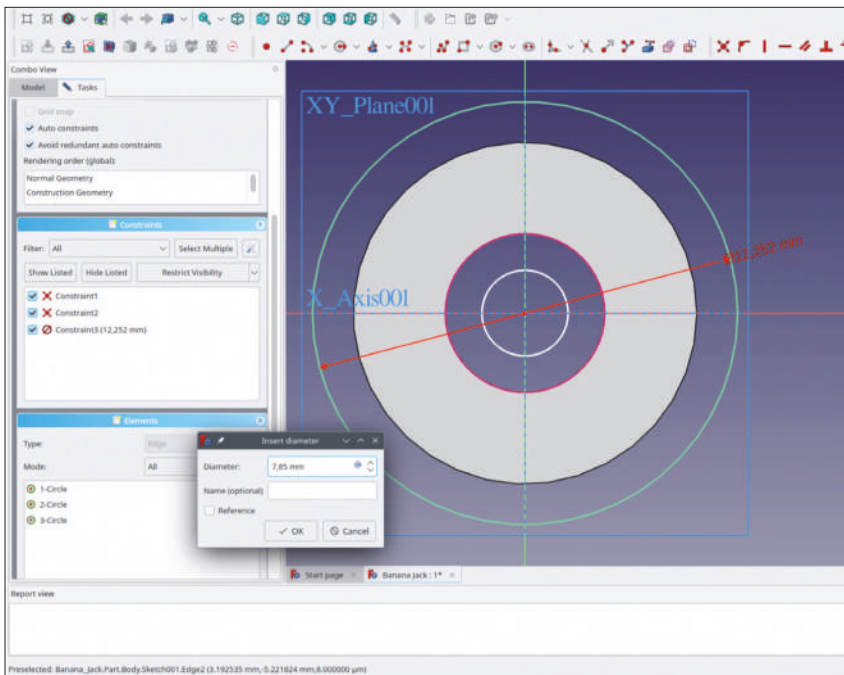 Combo View
Model
Tasks
Grid snap
Auto constraints
Avoid redundant auto constraints
Rendering order (global):
Normal Geometry
Construction Geometry
Constraints
Filter: All Select Multiple
Show Listed Hide Listed Restrict Visibility
Constraint1
Constraint2
Constraint3 (12,252 mm)
Elements
Type: Edge
Mode: All
1-Circle
2-Circle
3-Circle
Insert diameter
Diameter: 7,85 mm
Name (optional)
Reference
OK Cancel
XY_Plane001
X_Axis001
Ø12,252 mm
Start page
Banana Jack : 1*
Report view
Preselected: Banana_Jack.Part.Body.Sketch001.Edge2 (3.192535 mm,-5.221824 mm,8.000000 µm)